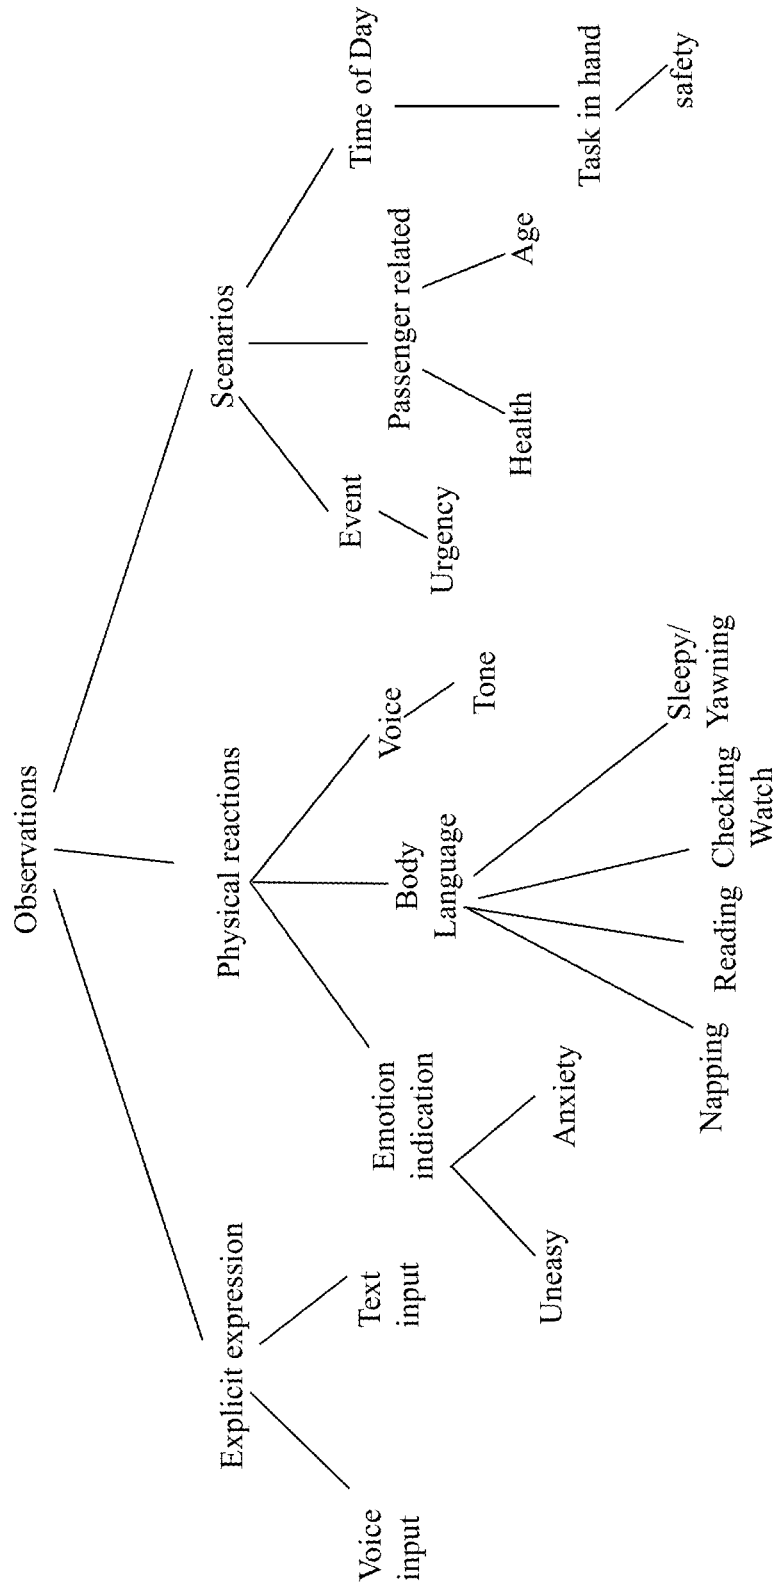 Observations
Explicit expression
Physical reactions
Scenarios
Voice
input
Text
input
Emotion
indication
Body
Language
Voice
Event
Passenger related
Time of Day
Uneasy
Anxiety
Tone
Urgency
Health
Age
Task in hand
Napping
Reading
Checking
Watch
Sleepy/
Yawning
safety